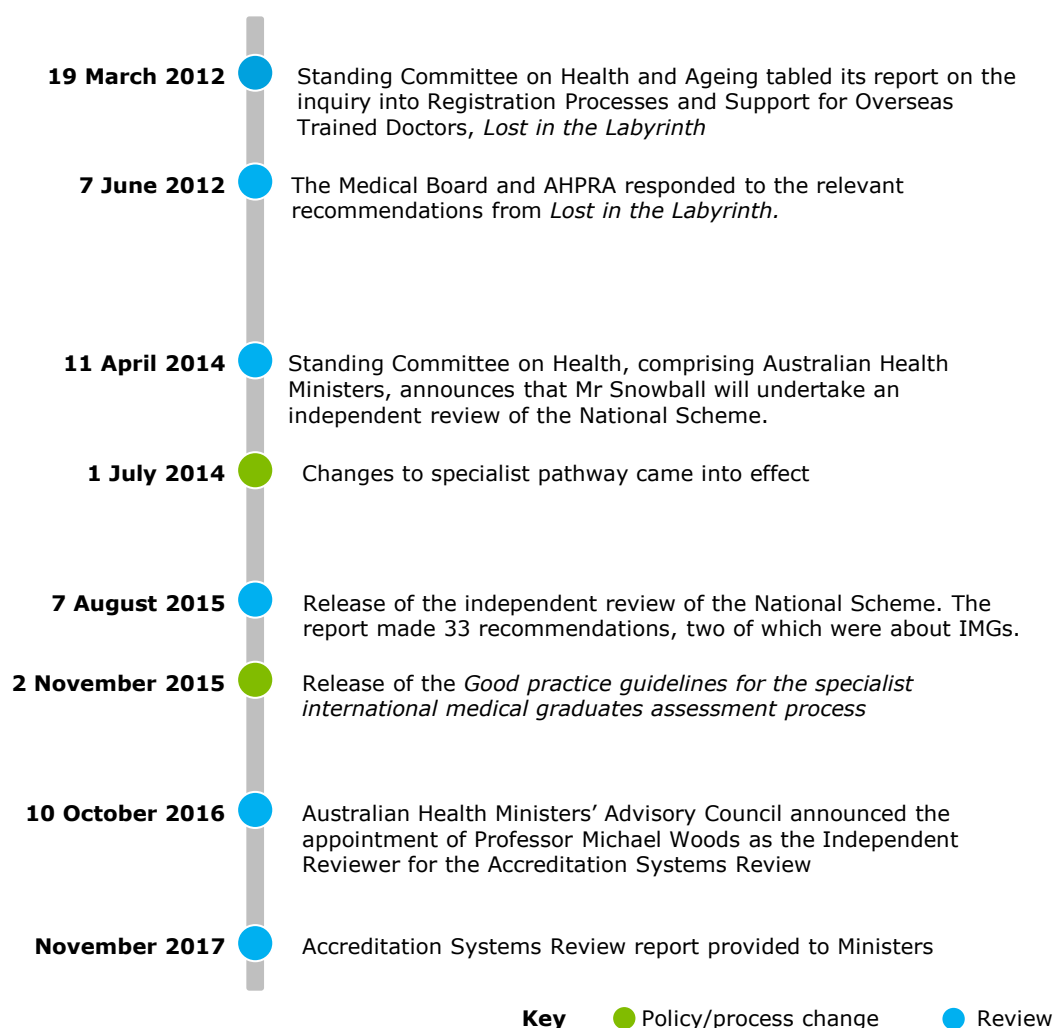 19 March 2012 Standing Committee on Health and Ageing tabled its report on the
inquiry into Registration Processes and Support for Overseas
Trained Doctors, Lost in the Labyrinth
7 June 2012 The Medical Board and AHPRA responded to the relevant
recommendations from Lost in the Labyrinth.
11 April 2014 Standing Committee on Health, comprising Australian Health
Ministers, announces that Mr Snowball will undertake an
independent review of the National Scheme.
1 July 2014 Changes to specialist pathway came into effect
7 August 2015 Release of the independent review of the National Scheme. The
report made 33 recommendations, two of which were about IMGs.
2 November 2015 Release of the Good practice guidelines for the specialist
international medical graduates assessment process
10 October 2016 Australian Health Ministers’ Advisory Council announced the
appointment of Professor Michael Woods as the Independent
Reviewer for the Accreditation Systems Review
November 2017 Accreditation Systems Review report provided to Ministers
Key Policy/process change Review